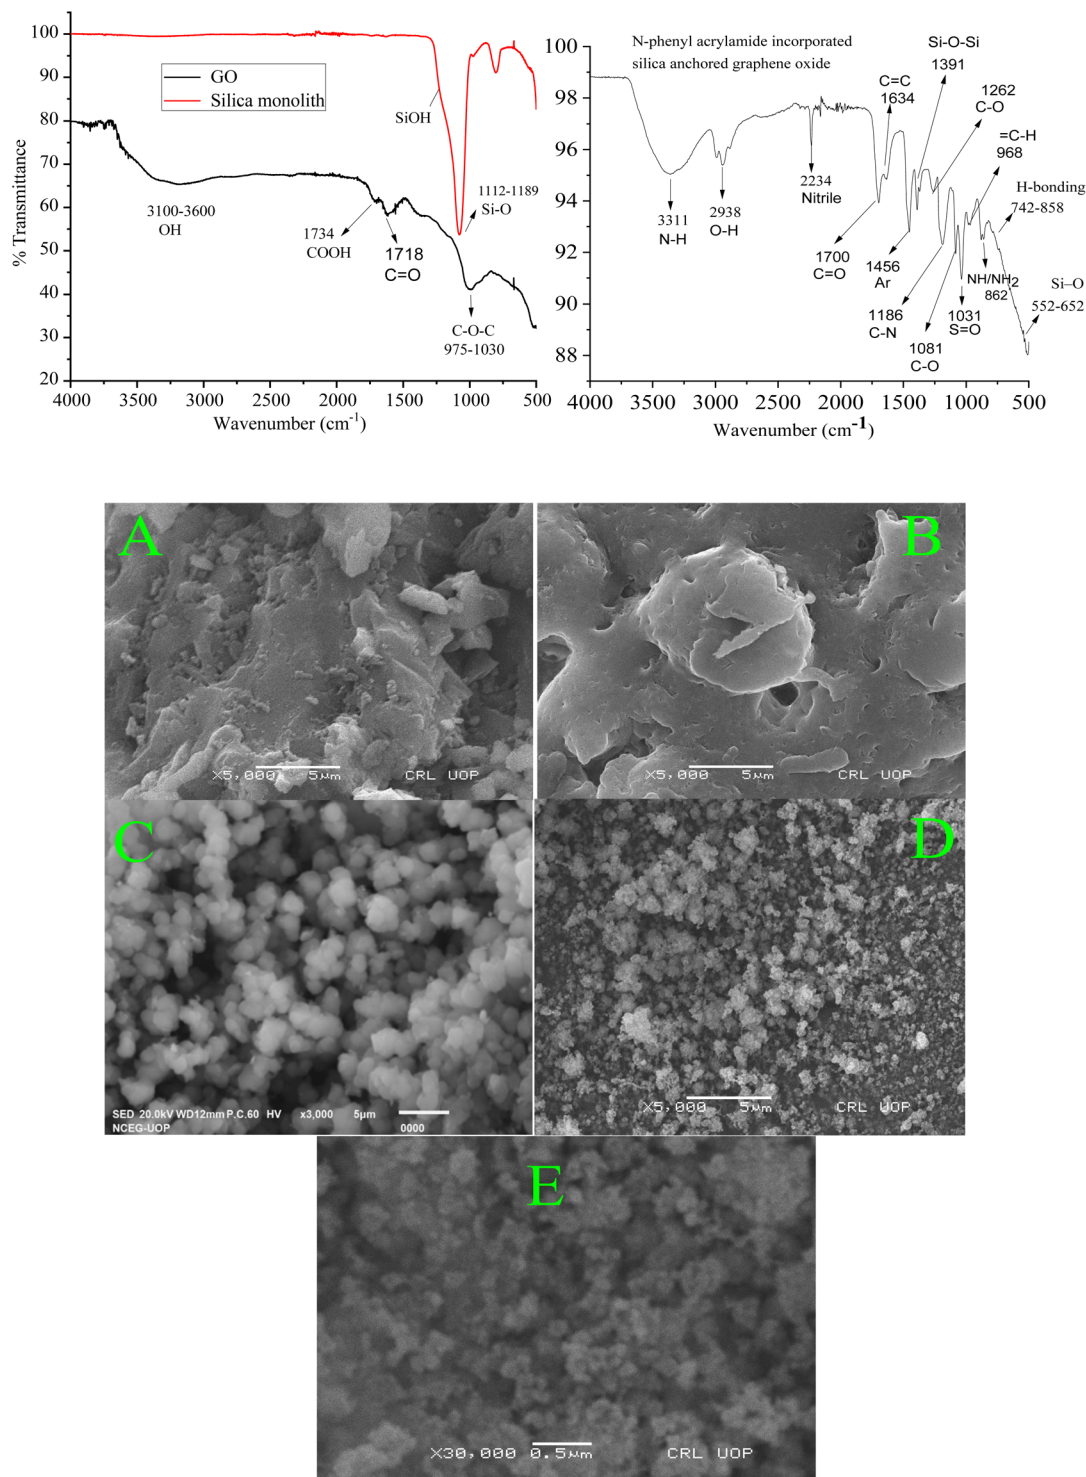 % Transmittance
100
90
80
70
60
50
40
30
20
GO
Silica monolith
SiOH
3100-3600
OH
1734
COOH
1718
C=O
1112-1189
Si-O
C-O-C
975-1030
4000 3500 3000 2500 2000 1500 1000 500
Wavenumber (cm-1)
N-phenyl acrylamide incorporated
silica anchored graphene oxide
100
98
96
94
92
90
88
Si-O-Si
1391
C=C
1634
1262
C-O
=C-H
968
H-bonding
742-858
2234
Nitrile
3311
N-H
2938
O-H
1700
C=O
1456
Ar
1186
C-N
1081
C-O
1031
S=O
NH/NH2
862
Si–O
552-652
4000 3500 3000 2500 2000 1500 1000 500
Wavenumber (cm-1)
A
X5,000 5μm CRL UOP
B
X5,000 5μm CRL UOP
C
SED 20.0kV WD12mm P.C.60 HV x3,000 5μm
NCEG-UOP 0000
D
X5,000 5μm CRL UOP
E
X30,000 0.5μm CRL UOP